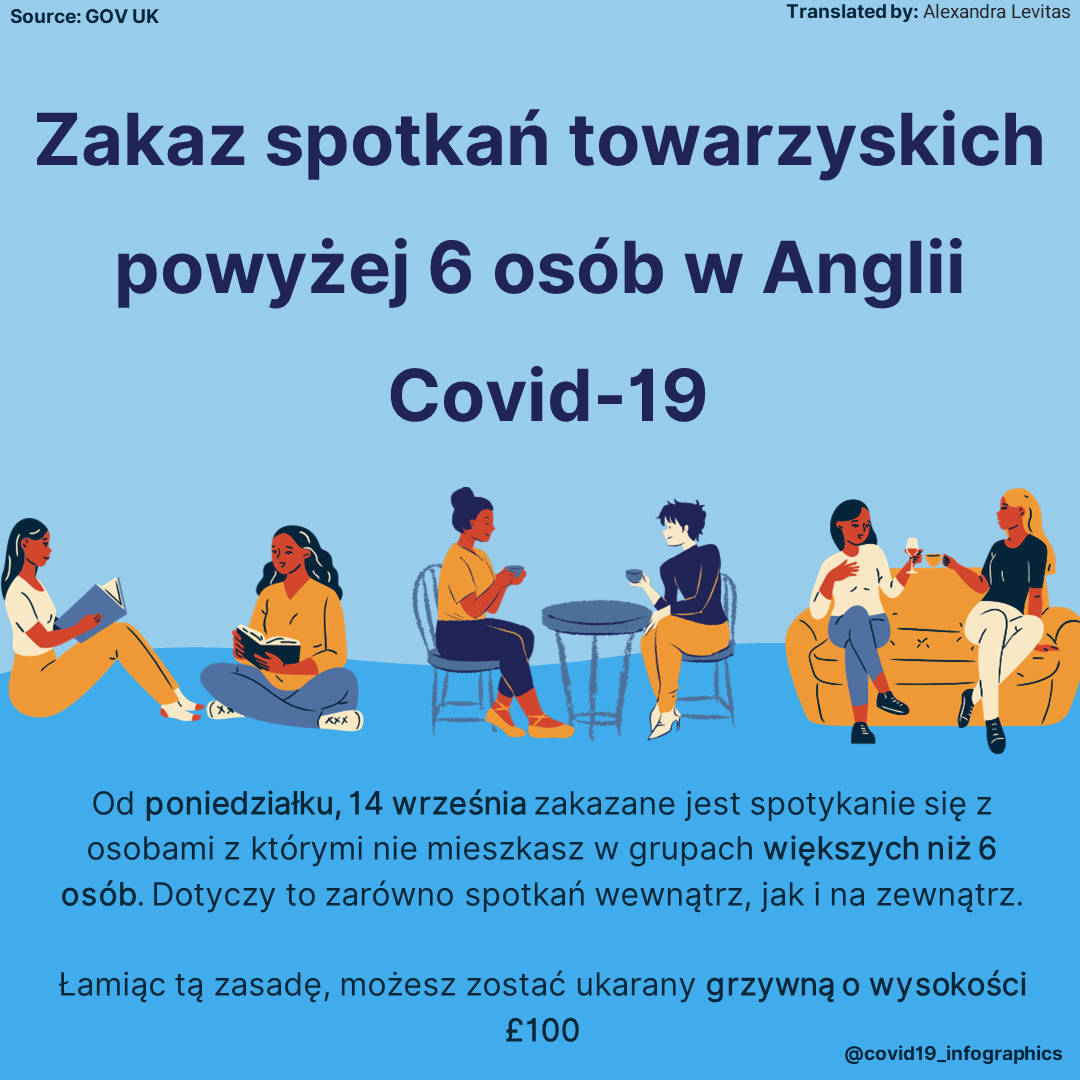 Source: GOV UK
Translated by: Alexandra Levitas
Zakaz spotkań towarzyskich
powyżej 6 osób w Anglii
Covid-19
Od poniedziałku, 14 września zakazane jest spotykanie się z
osobami z którymi nie mieszkasz w grupach większych niż 6
osób. Dotyczy to zarówno spotkań wewnątrz, jak i na zewnątrz.
Łamiąc tą zasadę, możesz zostać ukarany grzywną o wysokości
£100
@covid19_infographics